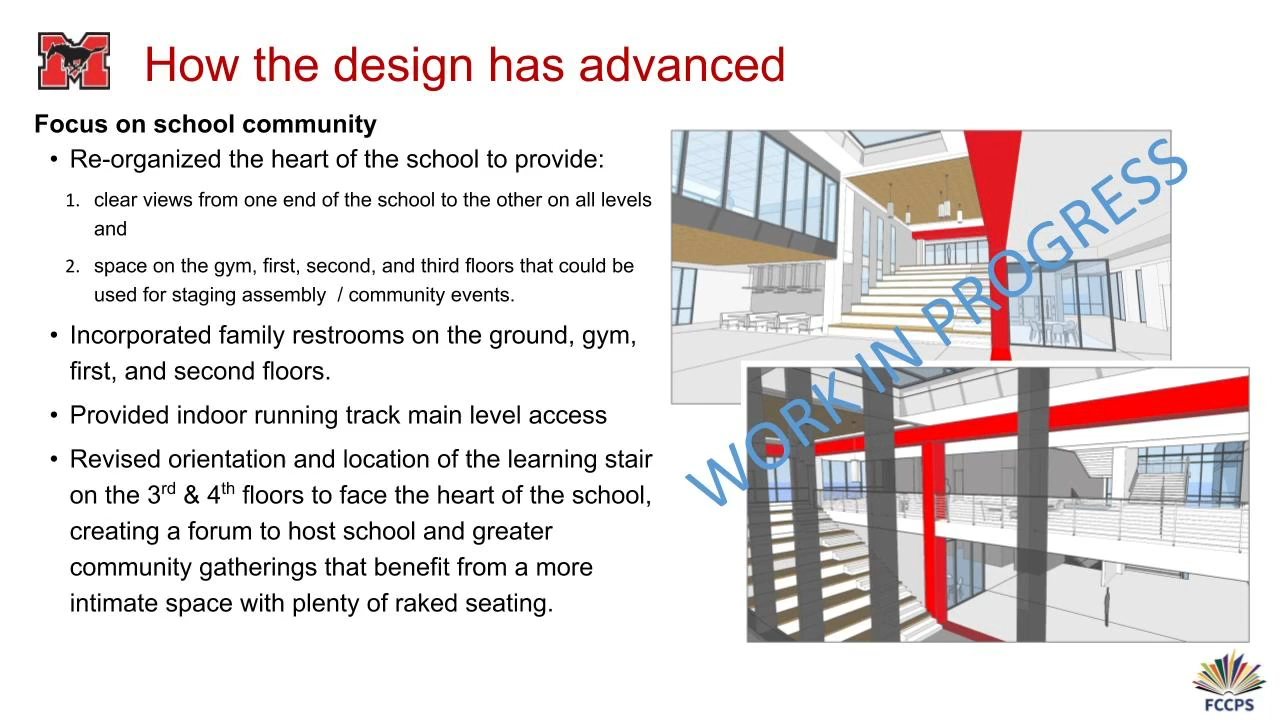 M
How the design has advanced
Focus on school community
• Re-organized the heart of the school to provide:
1. clear views from one end of the school to the other on all levels
and
2. space on the gym, first, second, and third floors that could be
used for staging assembly / community events.
• Incorporated family restrooms on the ground, gym,
first, and second floors.
• Provided indoor running track main level access
• Revised orientation and location of the learning stair
on the 3rd & 4th floors to face the heart of the school,
creating a forum to host school and greater
community gatherings that benefit from a more
intimate space with plenty of raked seating.
WORK IN PROGRESS
FCCPS